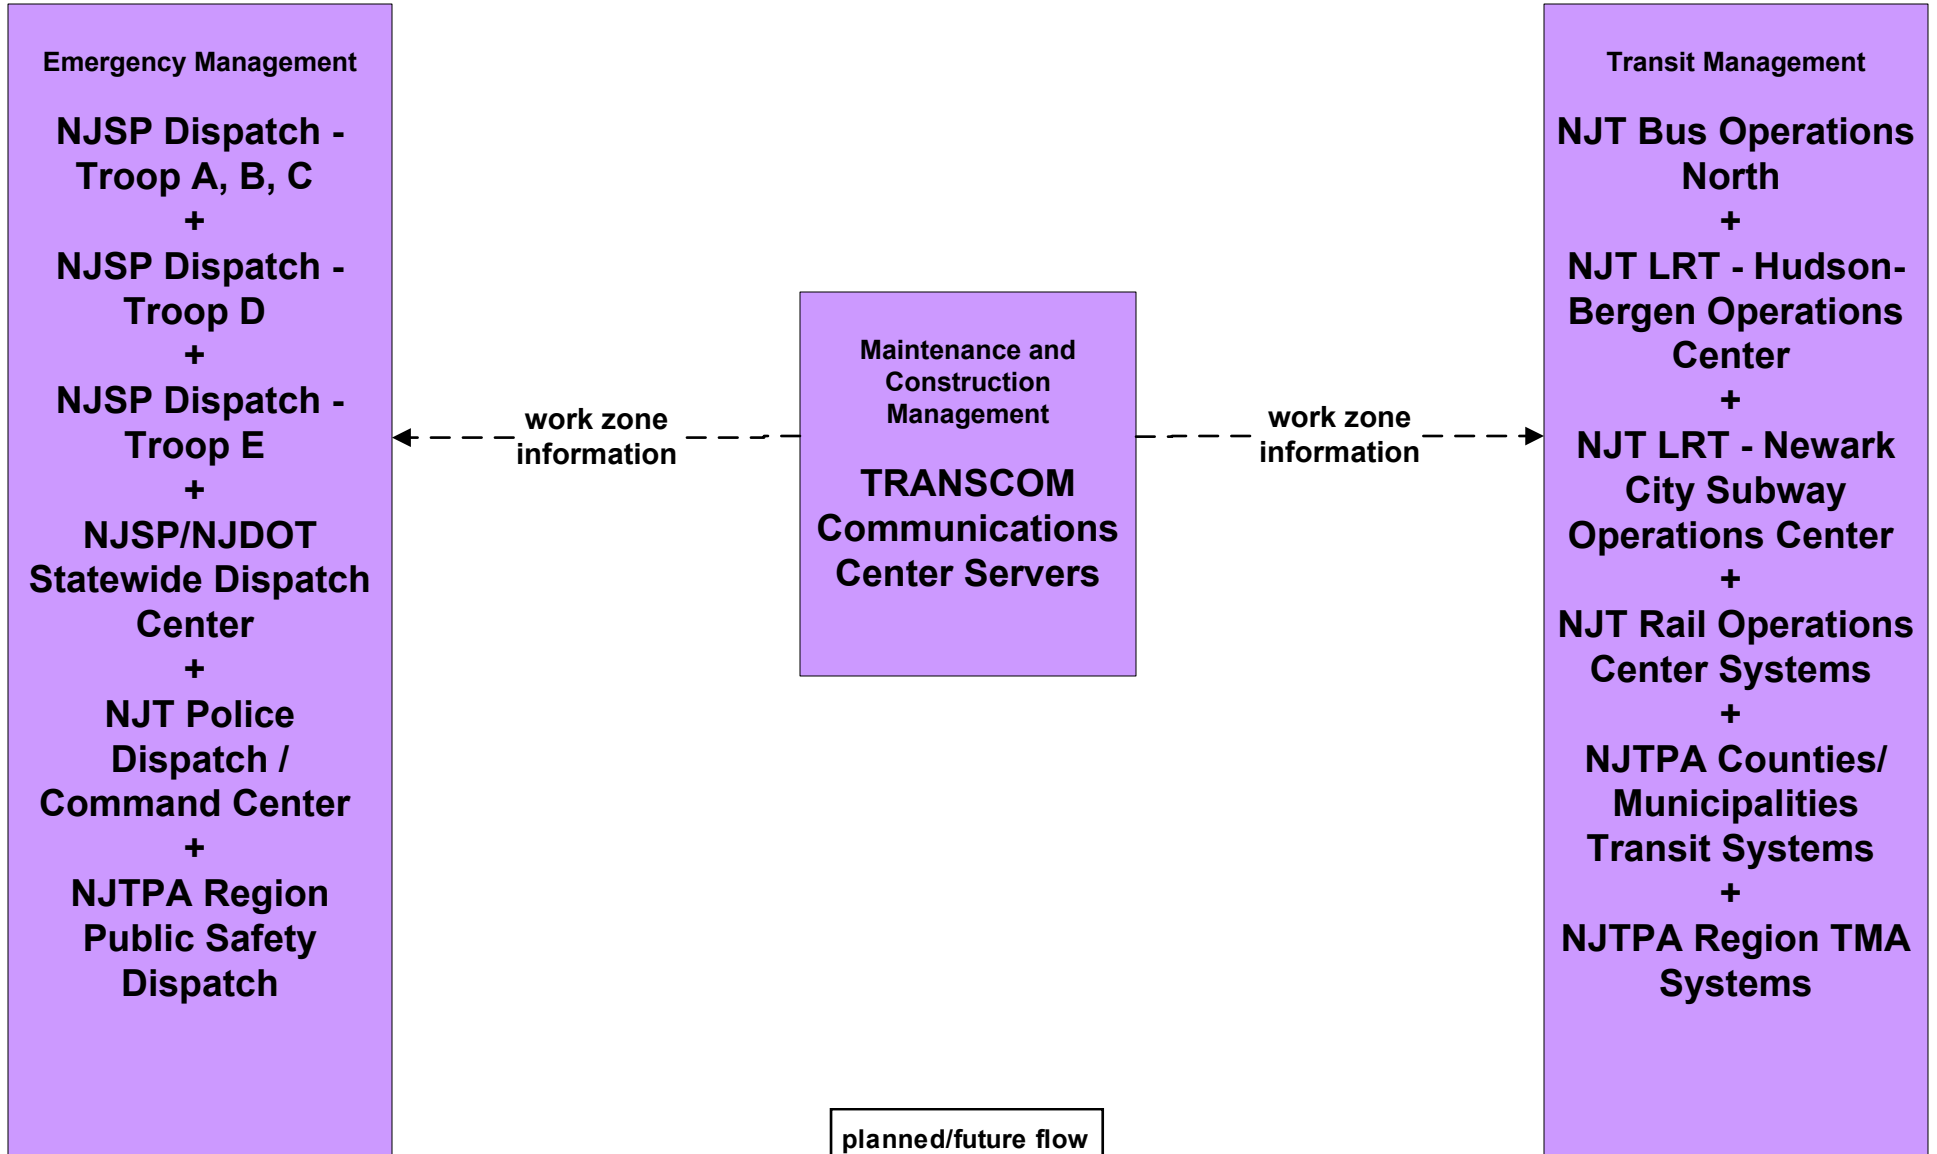 Emergency Management
NJSP Dispatch -
Troop A, B, C
+
NJSP Dispatch -
Troop D
+
NJSP Dispatch -
Troop E
+
NJSP/NJDOT
Statewide Dispatch
Center
+
NJT Police
Dispatch /
Command Center
+
NJTPA Region
Public Safety
Dispatch
work zone
information
Maintenance and
Construction
Management
TRANSCOM
Communications
Center Servers
work zone
information
Transit Management
NJT Bus Operations
North
+
NJT LRT - Hudson-
Bergen Operations
Center
+
NJT LRT - Newark
City Subway
Operations Center
+
NJT Rail Operations
Center Systems
+
NJTPA Counties/
Municipalities
Transit Systems
+
NJTPA Region TMA
Systems
planned/future flow